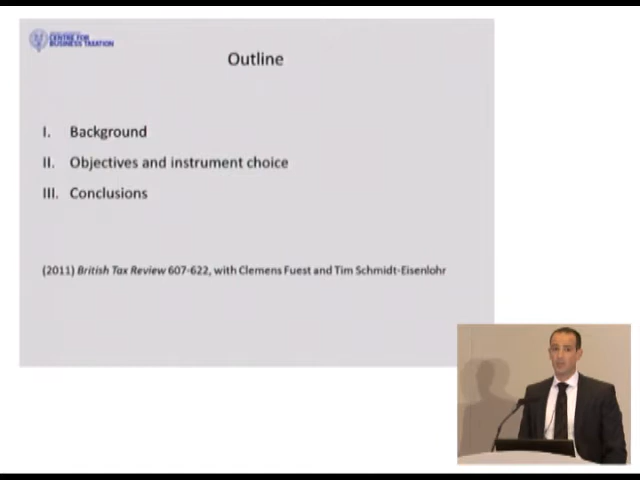 CENTRE FOR
BUSINESS TAXATION
Outline
I. Background
II. Objectives and instrument choice
III. Conclusions
(2011) British Tax Review 607-622, with Clemens Fuest and Tim Schmidt-Eisenlohr